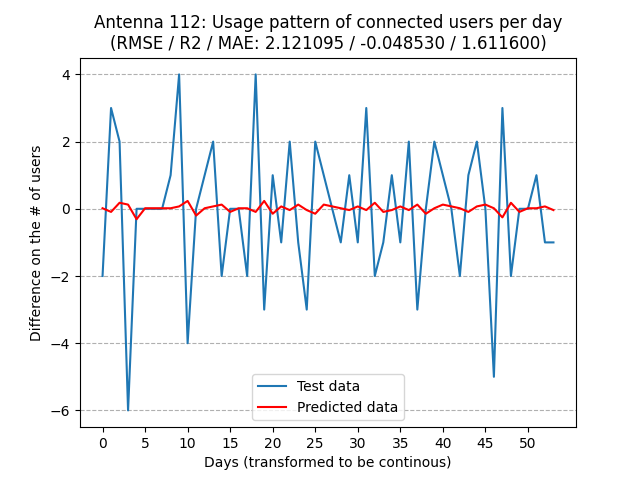 Antenna 112: Usage pattern of connected users per day
(RMSE / R2 / MAE: 2.121095 / -0.048530 / 1.611600)
Difference on the # of users
4
2
0
−2
−4
−6
Test data
Predicted data
0 5 10 15 20 25 30 35 40 45 50
Days (transformed to be continous)